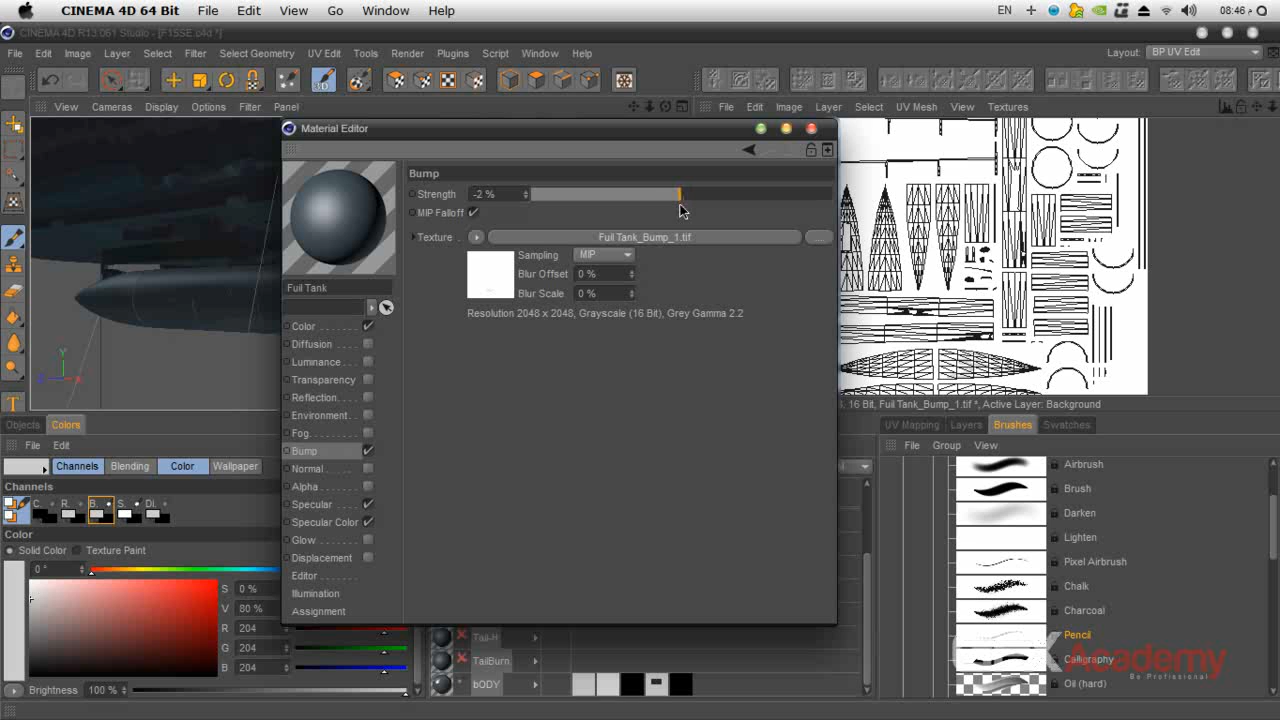 CINEMA 4D 64 Bit File Edit View Go Window Help EN 08:46 م
CINEMA 4D R13.061 Studio - [F15SE.c4d *]
File Edit Image Layer Select Filter Select Geometry UV Edit Tools Render Plugins Script Window Help Layout: BP UV Edit
3D
View Cameras Display Options Filter Panel
File Edit Image Layer Select UV Mesh View Textures
Material Editor
Bump
Strength -2 %
MIP Falloff
Texture Fuil Tank_Bump_1.tif ...
Sampling MIP
Blur Offset 0 %
Blur Scale 0 %
Resolution 2048 x 2048, Grayscale (16 Bit), Grey Gamma 2.2
Fuil Tank
Color
Diffusion
Luminance
Transparency
Reflection
Environment
Fog
Bump
Normal
Alpha
Specular
Specular Color
Glow
Displacement
Editor
Illumination
Assignment
Y
16 Bit, Fuil Tank_Bump_1.tif *, Active Layer: Background
Objects Colors
File Edit
Channels Blending Color Wallpaper
Channels
C. R. B. S. Di.
Color
Solid Color Texture Paint
0 °
S 0 %
V 80 %
R 204
G 204
B 204
Brightness 100 %
Tail-H
TailBurn
bODY
UV Mapping Layers Brushes Swatches
File Group View
Airbrush
Brush
Darken
Lighten
Pixel Airbrush
Chalk
Charcoal
Pencil
Calligraphy
Oil (hard)
Academy
Be Professional